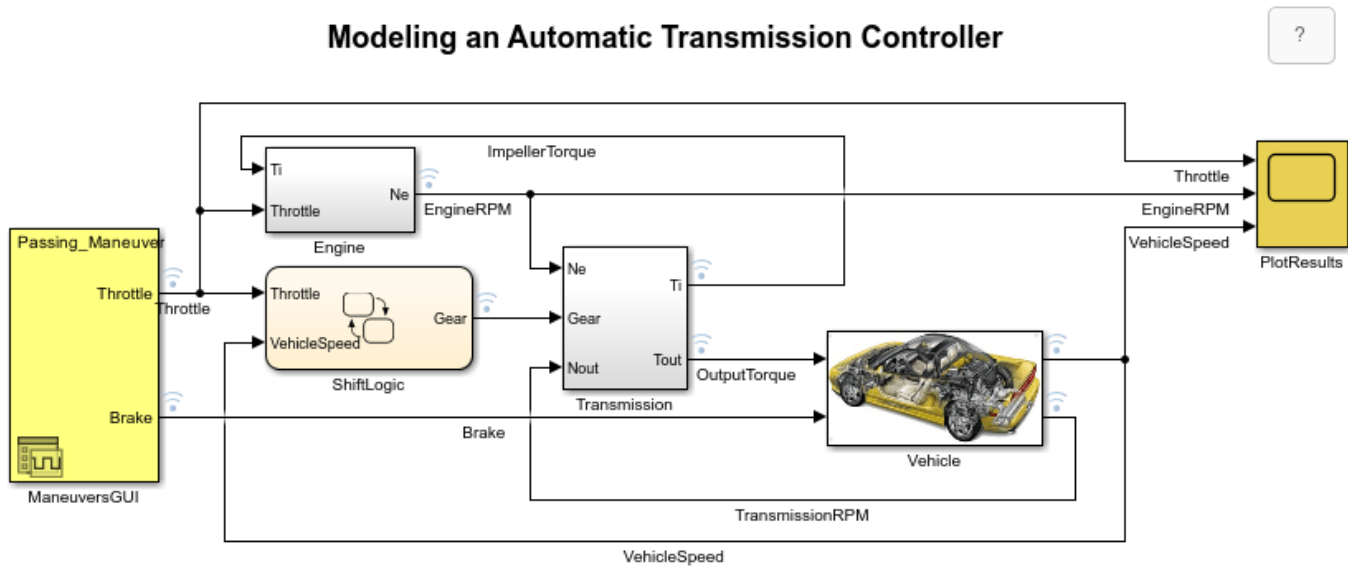 Modeling an Automatic Transmission Controller
?
ImpellerTorque
Ti
Throttle
Ne
EngineRPM
Engine
Throttle
EngineRPM
VehicleSpeed
PlotResults
Passing_Maneuver
Throttle
Brake
ManeuversGUI
Throttle
Throttle
VehicleSpeed
Gear
ShiftLogic
Ne
Gear
Nout
Ti
Tout
Transmission
OutputTorque
Brake
Vehicle
TransmissionRPM
VehicleSpeed